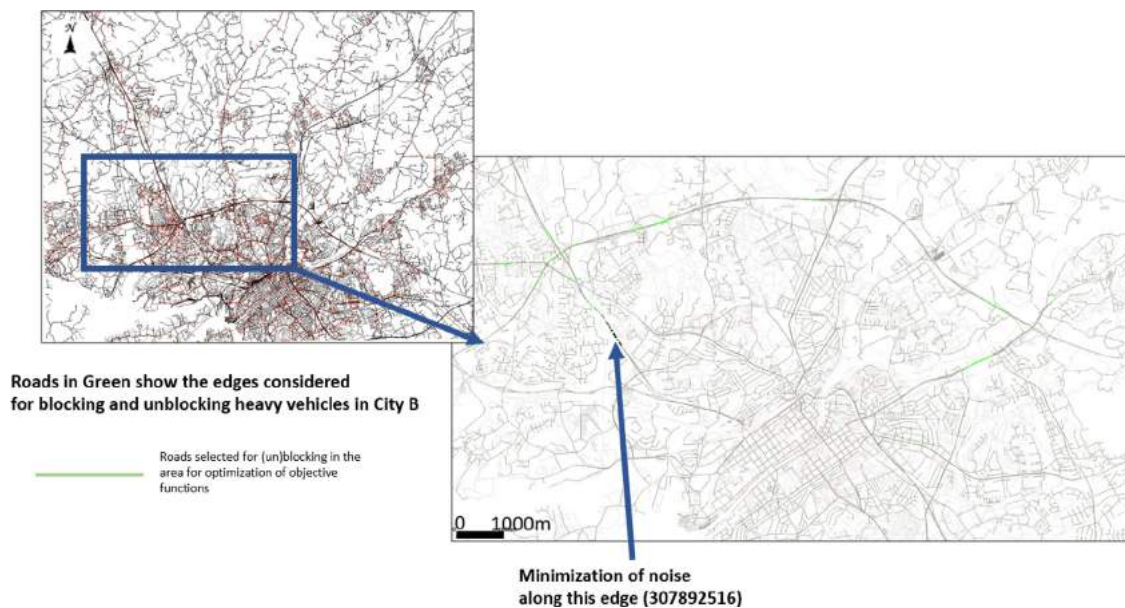 N
Roads in Green show the edges considered
for blocking and unblocking heavy vehicles in City B
Roads selected for (un)blocking in the
area for optimization of objective
functions
0 1000m
Minimization of noise
along this edge (307892516)